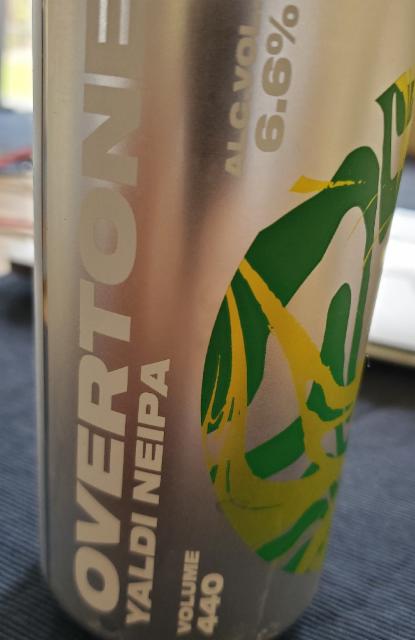 OVERTONE
YALDI NEIPA
VOLUME
440
ALC.VOL
6.6%